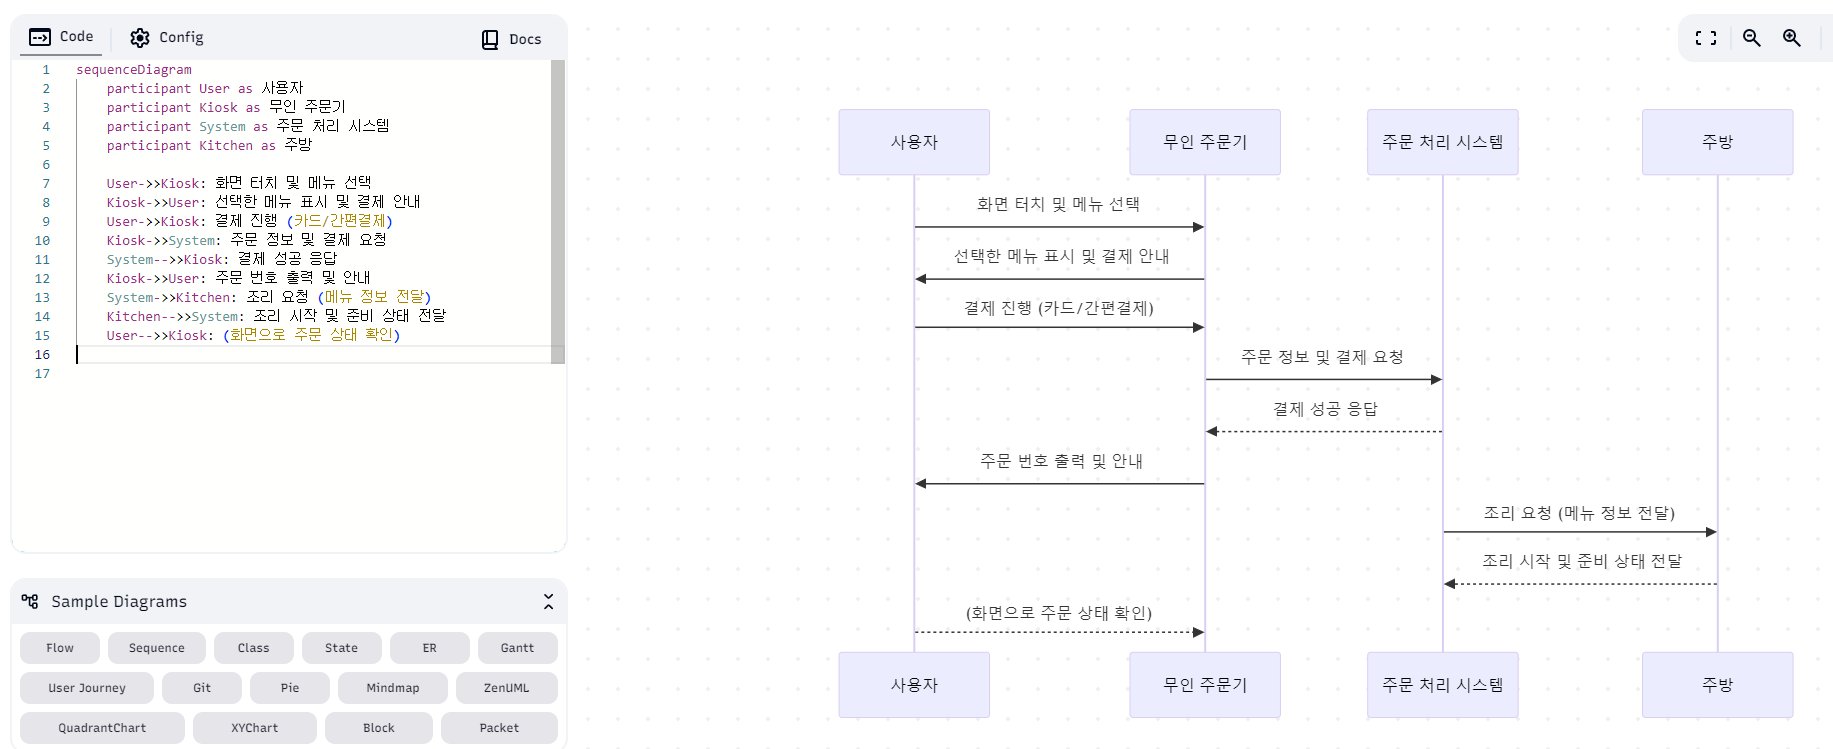 Code
Config
Docs
1 sequenceDiagram
2 participant User as 사용자
3 participant Kiosk as 무인 주문기
4 participant System as 주문 처리 시스템
5 participant Kitchen as 주방
6
7 User->>Kiosk: 화면 터치 및 메뉴 선택
8 Kiosk->>User: 선택한 메뉴 표시 및 결제 안내
9 User->>Kiosk: 결제 진행 (카드/간편결제)
10 Kiosk->>System: 주문 정보 및 결제 요청
11 System-->>Kiosk: 결제 성공 응답
12 Kiosk->>User: 주문 번호 출력 및 안내
13 System->>Kitchen: 조리 요청 (메뉴 정보 전달)
14 Kitchen-->>System: 조리 시작 및 준비 상태 전달
15 User-->>Kiosk: (화면으로 주문 상태 확인)
16
17
Sample Diagrams
Flow
Sequence
Class
State
ER
Gantt
User Journey
Git
Pie
Mindmap
ZenUML
QuadrantChart
XYChart
Block
Packet
사용자
무인 주문기
주문 처리 시스템
주방
화면 터치 및 메뉴 선택
선택한 메뉴 표시 및 결제 안내
결제 진행 (카드/간편결제)
주문 정보 및 결제 요청
결제 성공 응답
주문 번호 출력 및 안내
조리 요청 (메뉴 정보 전달)
조리 시작 및 준비 상태 전달
(화면으로 주문 상태 확인)
사용자
무인 주문기
주문 처리 시스템
주방